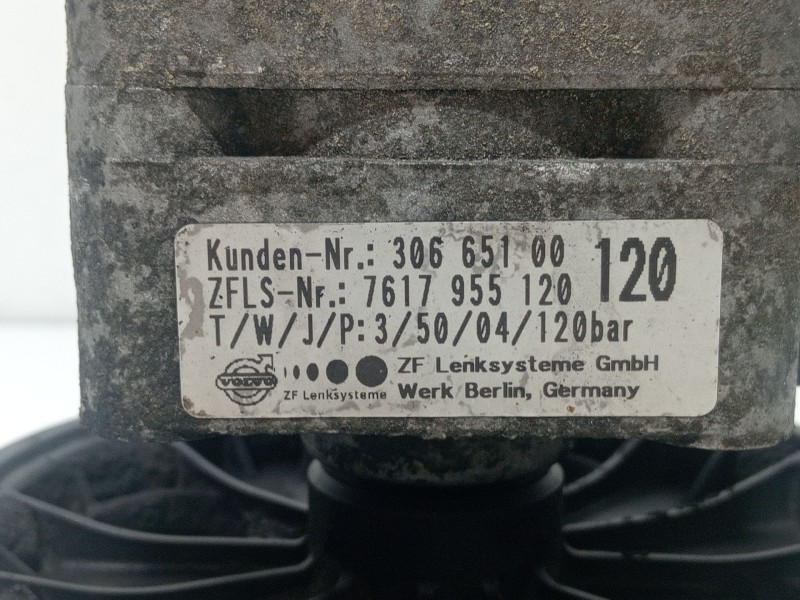 Kunden-Nr.: 306 651 00 120
ZFLS-Nr.: 7617 955 120
T/W/J/P: 3/50/04/120bar
VOLVO ZF Lenksysteme ZF Lenksysteme GmbH
Werk Berlin, Germany